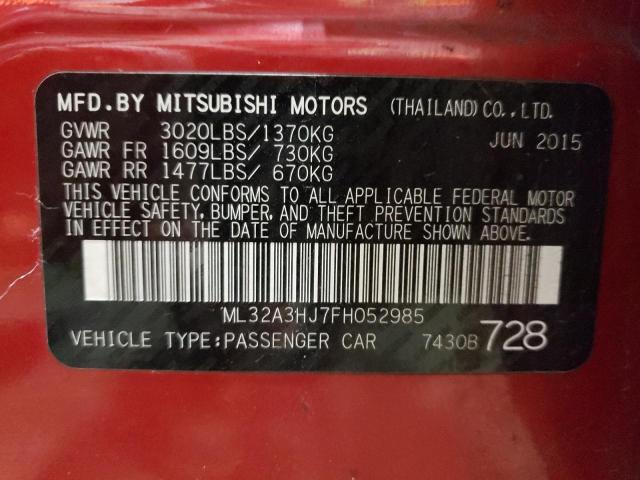 MFD.BY MITSUBISHI MOTORS (THAILAND) CO.,LTD.
GVWR 3020LBS/1370KG JUN 2015
GAWR FR 1609LBS/ 730KG
GAWR RR 1477LBS/ 670KG
THIS VEHICLE CONFORMS TO ALL APPLICABLE FEDERAL MOTOR
VEHICLE SAFETY, BUMPER, AND THEFT PREVENTION STANDARDS
IN EFFECT ON THE DATE OF MANUFACTURE SHOWN ABOVE.
ML32A3HJ7FH052985
VEHICLE TYPE:PASSENGER CAR 7430B 728